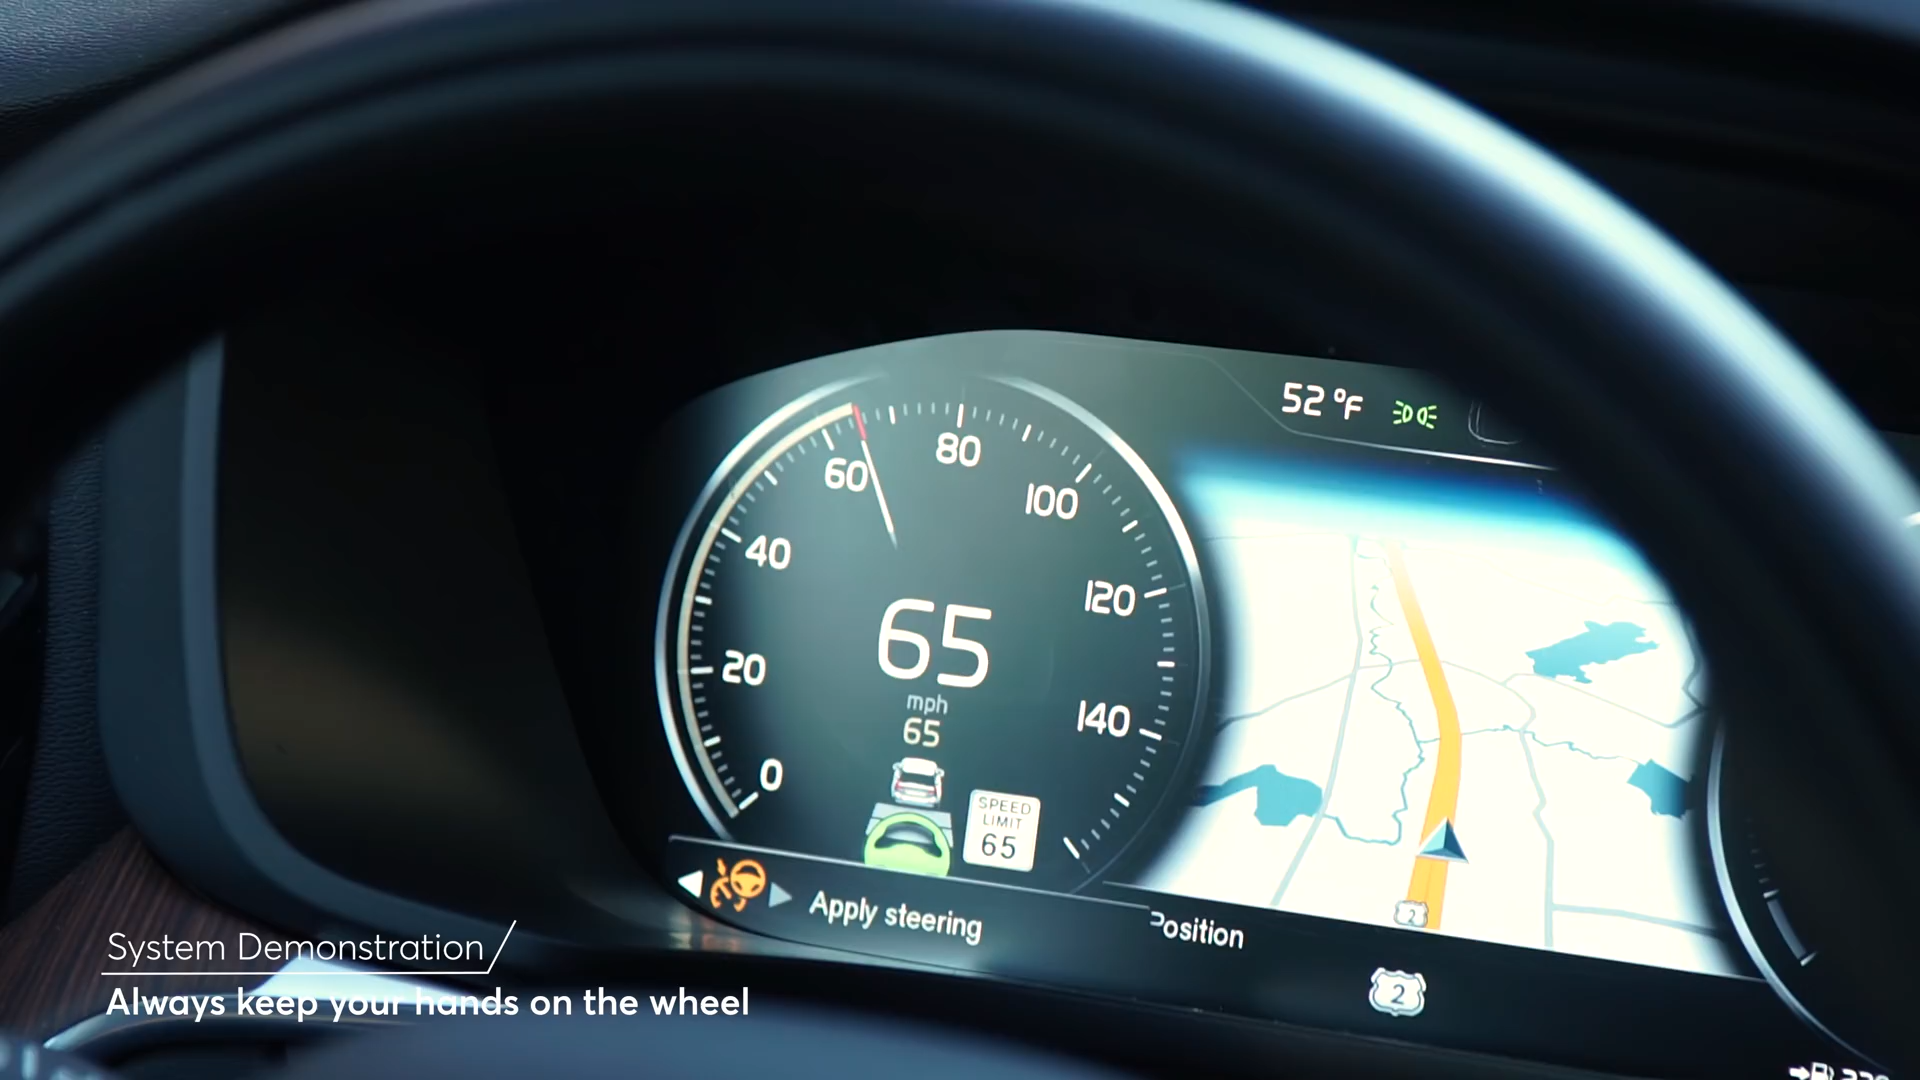 52 °F
80
60
100
40
120
65
20
mph
140
65
0
SPEED
LIMIT
65
Apply steering
Position
2
2
System Demonstration
Always keep your hands on the wheel